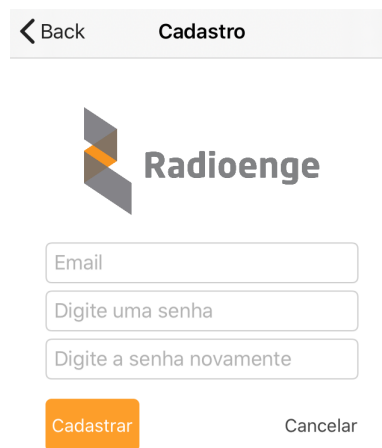 Back Cadastro
Radioenge
Email
Digite uma senha
Digite a senha novamente
Cadastrar Cancelar